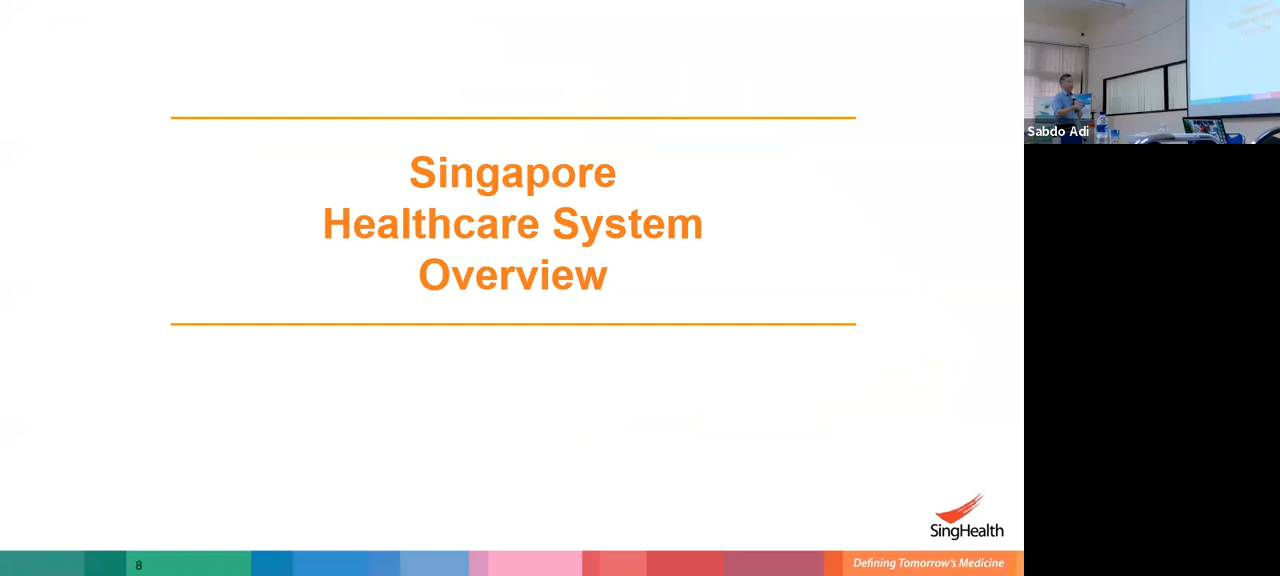 Singapore
Healthcare System
Overview
Sabdo Adi
SingHealth
8
Defining Tomorrow's Medicine